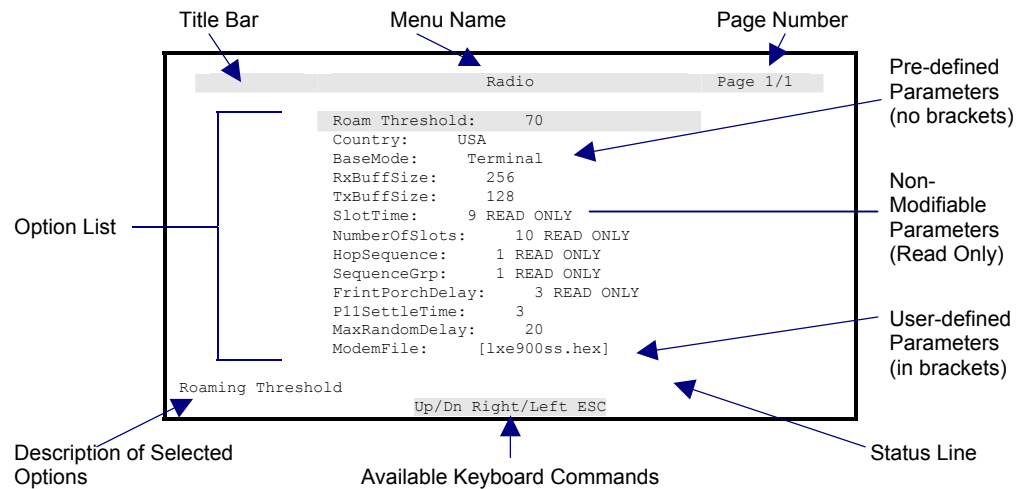 Title Bar
Menu Name
Page Number
Radio
Page 1/1
Roam Threshold: 70
Country: USA
BaseMode: Terminal
RxBuffSize: 256
TxBuffSize: 128
SlotTime: 9 READ ONLY
NumberOfSlots: 10 READ ONLY
HopSequence: 1 READ ONLY
SequenceGrp: 1 READ ONLY
FrintPorchDelay: 3 READ ONLY
P11SettleTime: 3
MaxRandomDelay: 20
ModemFile: [lxe900ss.hex]
Roaming Threshold
Up/Dn Right/Left ESC
Option List
Pre-defined
Parameters
(no brackets)
Non-
Modifiable
Parameters
(Read Only)
User-defined
Parameters
(in brackets)
Description of Selected
Options
Available Keyboard Commands
Status Line